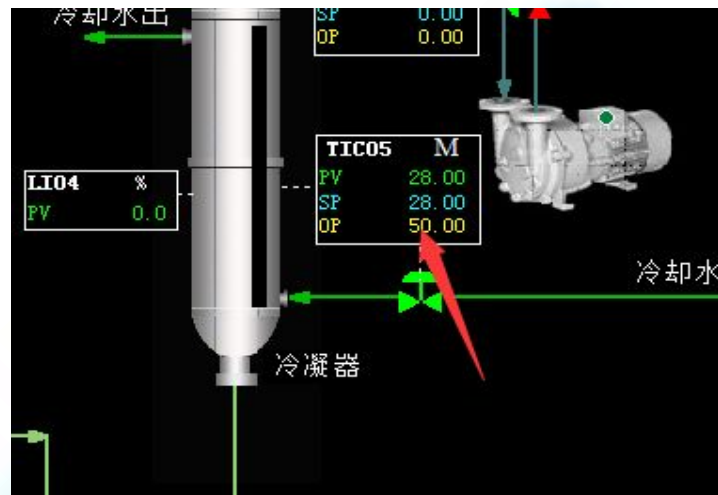 冷却水出
SP 0.00
OP 0.00
TIC05 M
PV 28.00
SP 28.00
OP 50.00
LI04 %
PV 0.0
冷却水
冷凝器